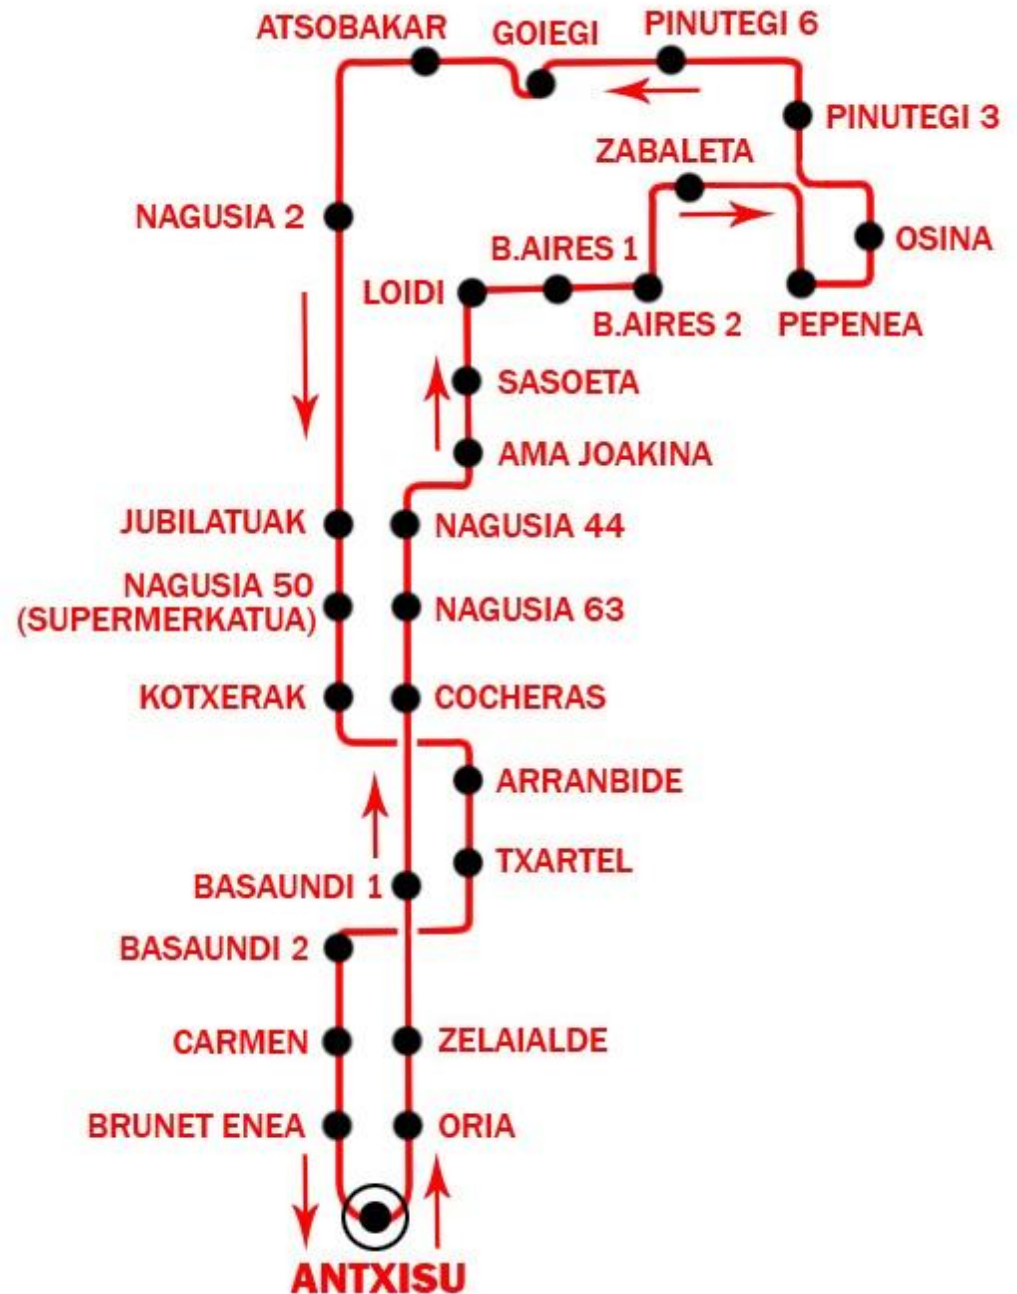 ATSOBAKAR
GOIEGI
PINUTEGI 6
PINUTEGI 3
ZABALETA
NAGUSIA 2
OSINA
B.AIRES 1
LOIDI
B.AIRES 2
PEPENEA
SASOETA
AMA JOAKINA
JUBILATUAK
NAGUSIA 44
NAGUSIA 50
(SUPERMERKATUA)
NAGUSIA 63
KOTXERAK
COCHERAS
ARRANBIDE
TXARTEL
BASAUNDI 1
BASAUNDI 2
CARMEN
ZELAIALDE
BRUNET ENEA
ORIA
ANTXISU